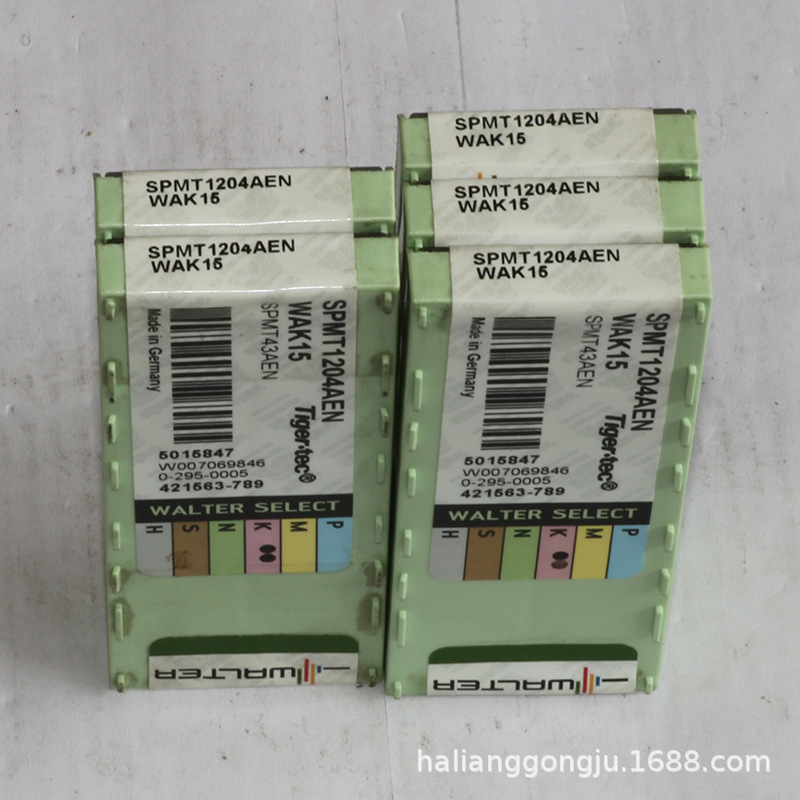 SPMT1204AEN
WAK15
SPMT1204AEN
WAK15
SPMT1204AEN
WAK15
SPMT43AEN
Made in Germany
Tiger·tec®
5015847
W007069846
0-295-0005
421563-789
WALTER SELECT
H S N K M P
WALTER
SPMT1204AEN
WAK15
SPMT1204AEN
WAK15
SPMT1204AEN
WAK15
SPMT1204AEN
WAK15
SPMT43AEN
Made in Germany
Tiger·tec®
5015847
W007069846
0-295-0005
421563-789
WALTER SELECT
H S N K M P
WALTER
halianggongju.1688.com